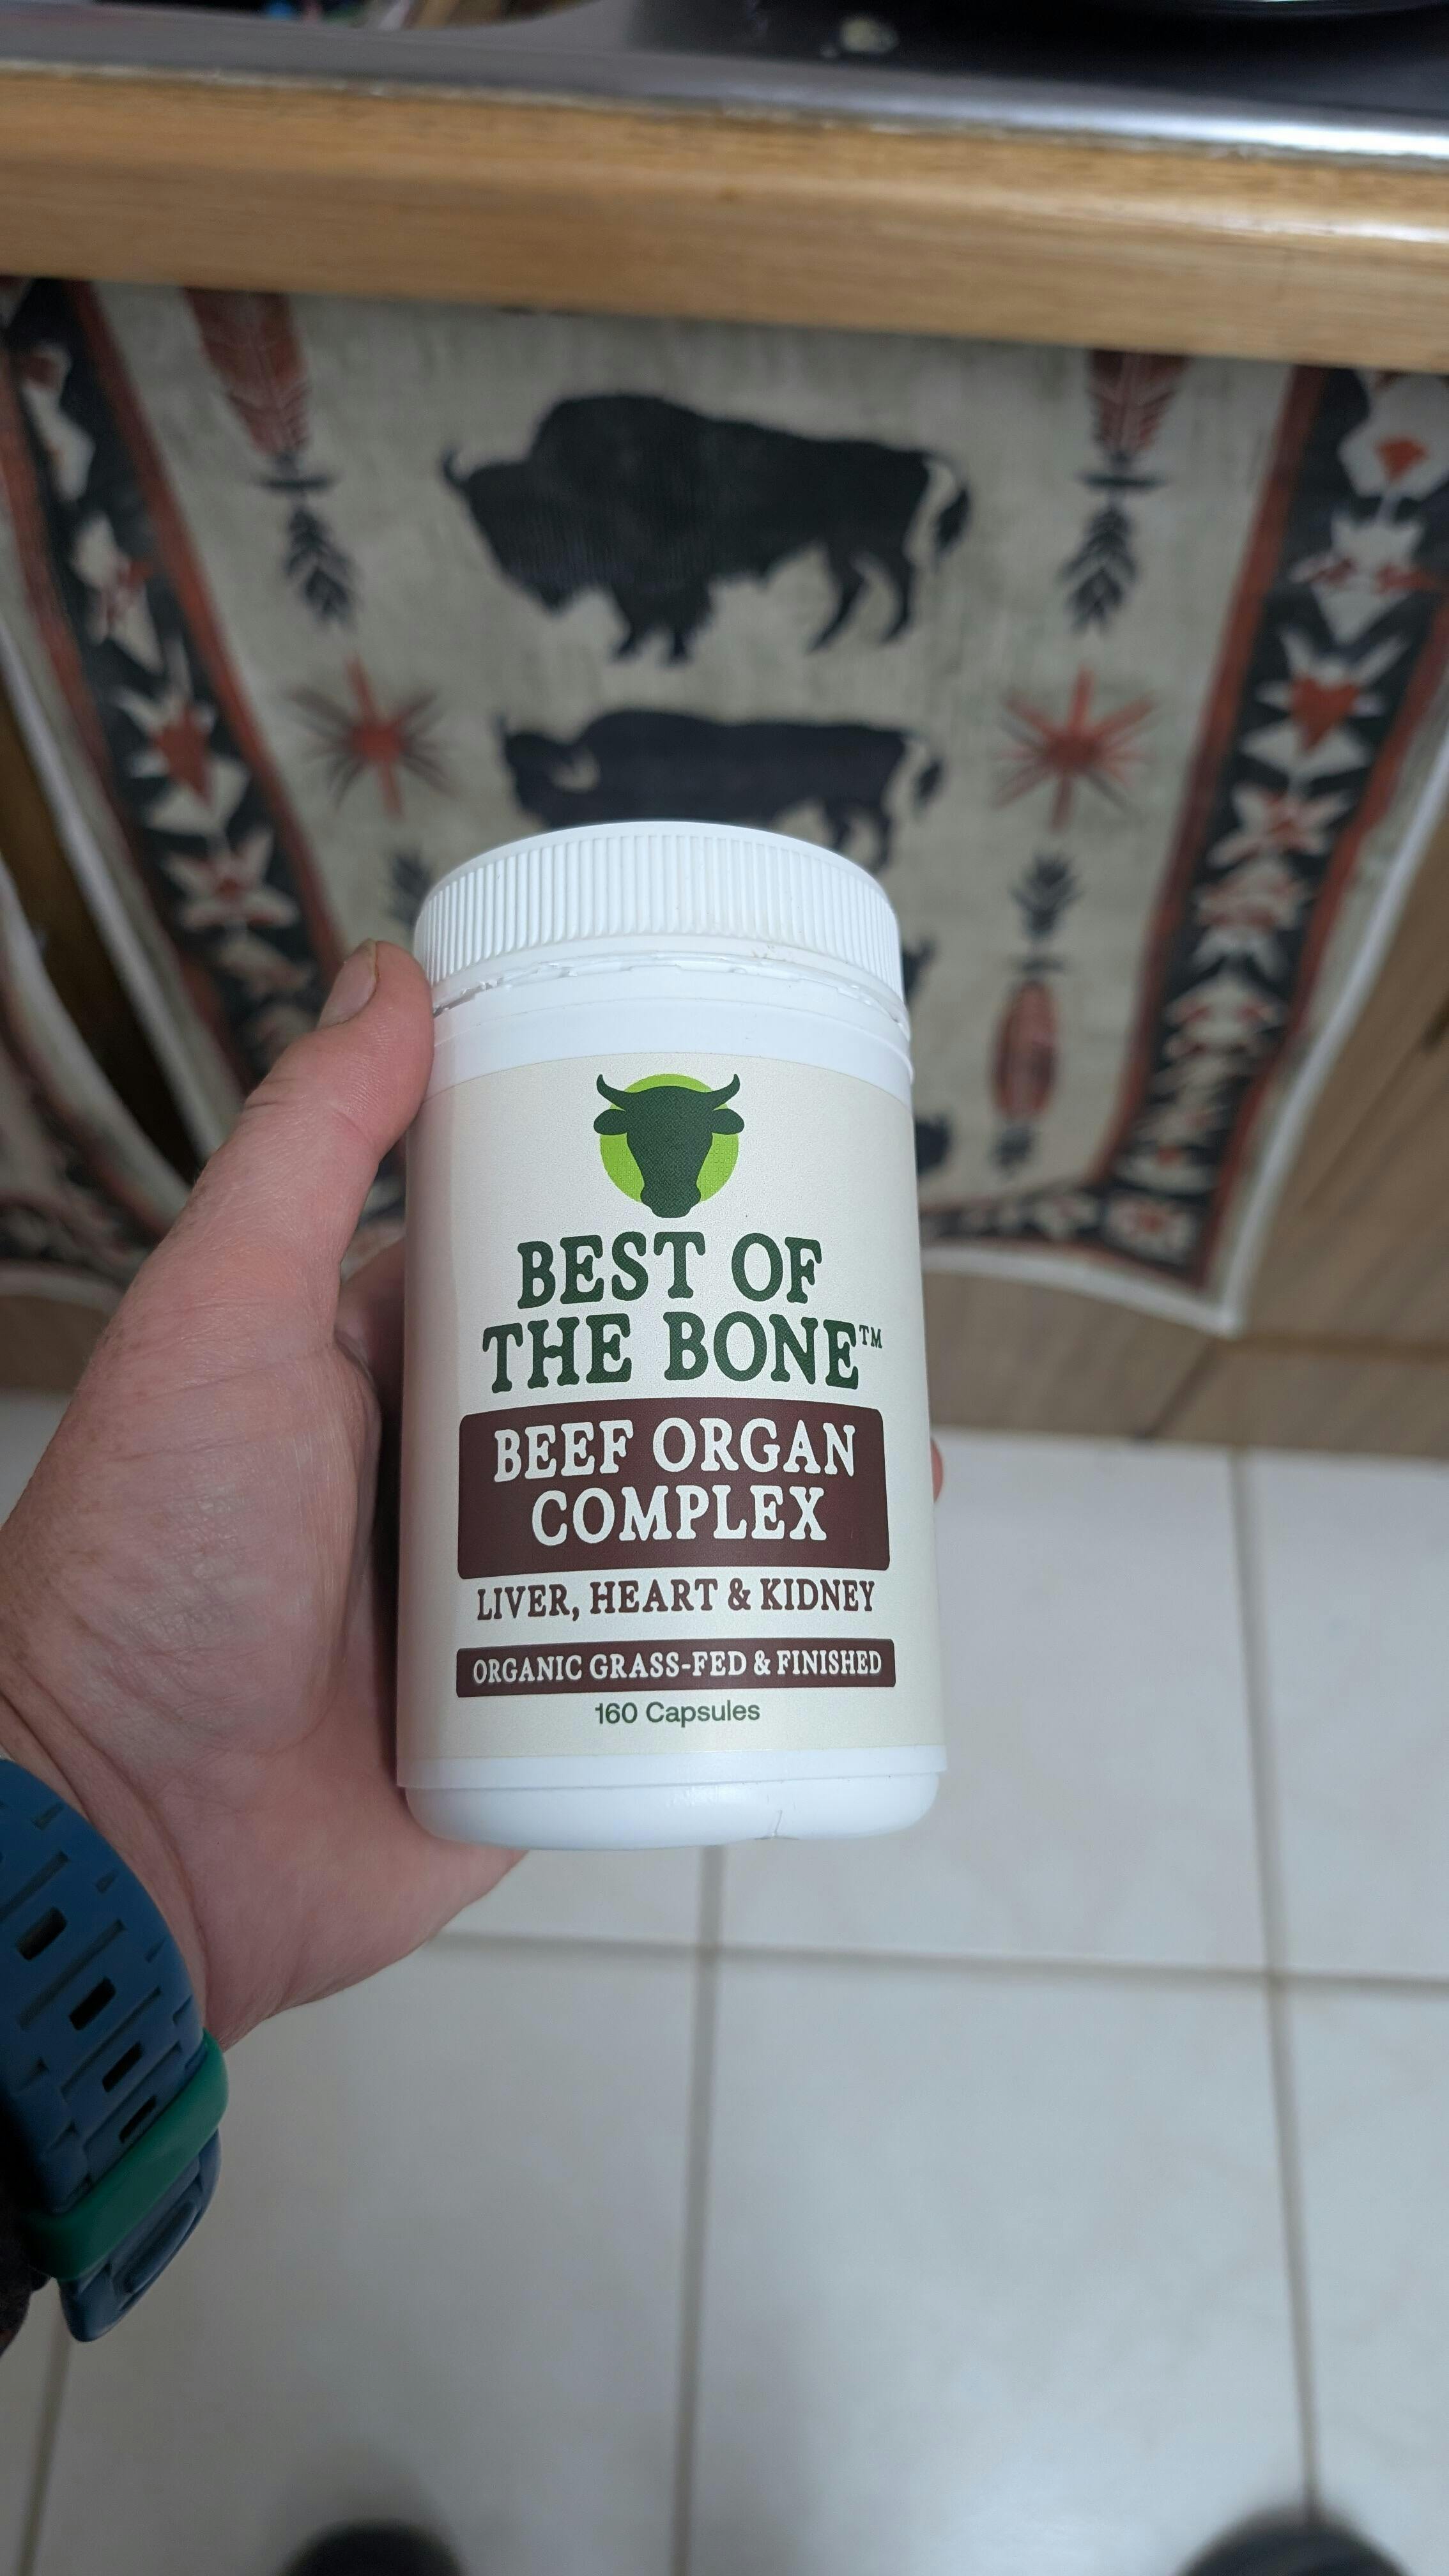 BEST OF
THE BONE™
BEEF ORGAN
COMPLEX
LIVER, HEART & KIDNEY
ORGANIC GRASS-FED & FINISHED
160 Capsules